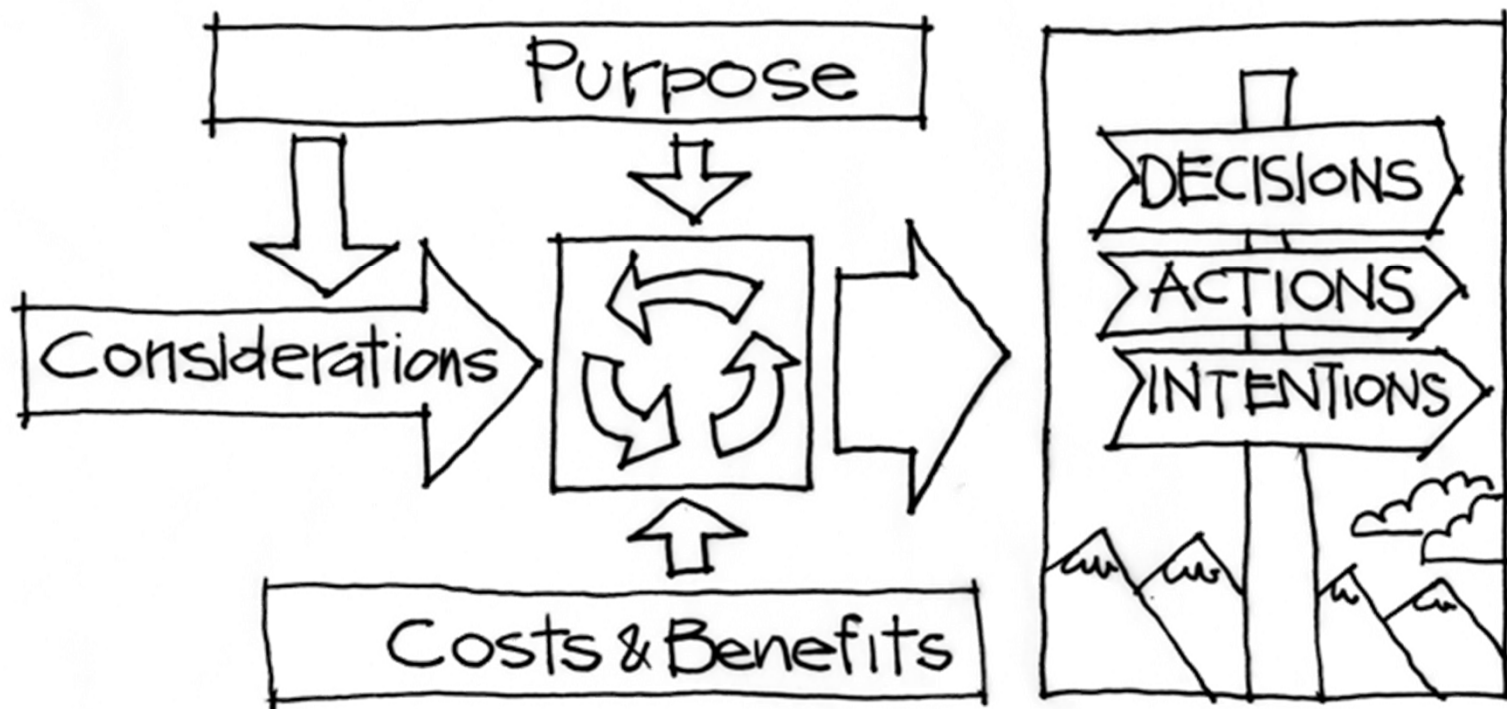 Purpose
Considerations
Costs & Benefits
DECISIONS
ACTIONS
INTENTIONS